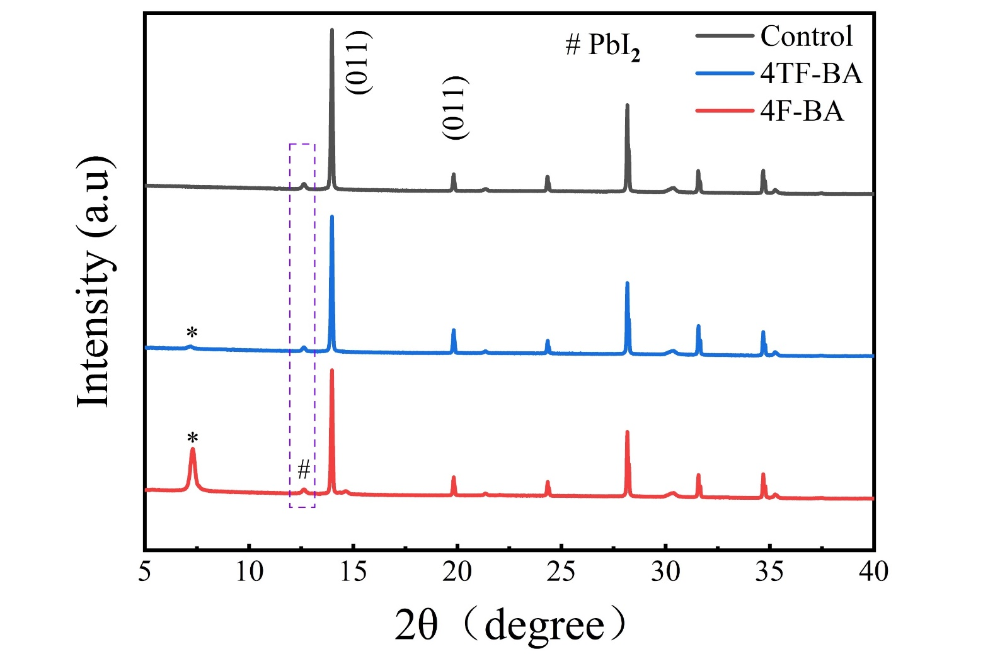 Control
4TF-BA
4F-BA
# PbI₂
(011)
(011)
*
*
#
Intensity (a.u)
5 10 15 20 25 30 35 40
2θ（degree）